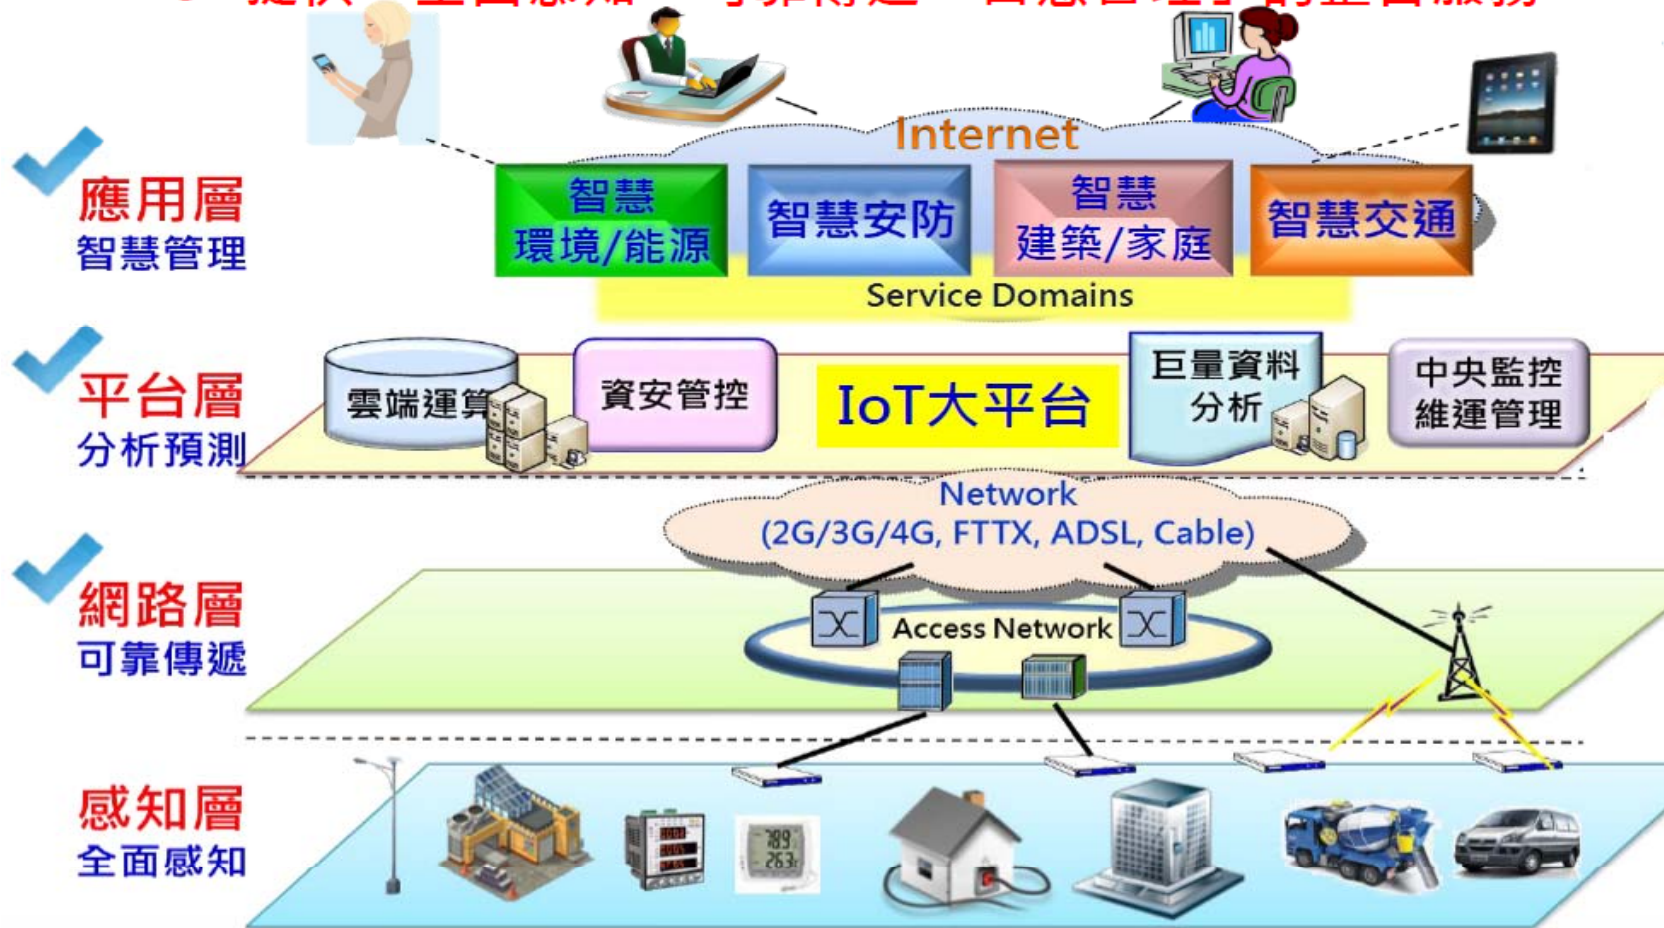 Internet
應用層
智慧管理
智慧
環境/能源
智慧安防
智慧
建築/家庭
智慧交通
Service Domains
平台層
分析預測
雲端運算
資安管控
IoT大平台
巨量資料
分析
中央監控
維運管理
Network
(2G/3G/4G, FTTX, ADSL, Cable)
網路層
可靠傳遞
Access Network
感知層
全面感知
78.9
26.3